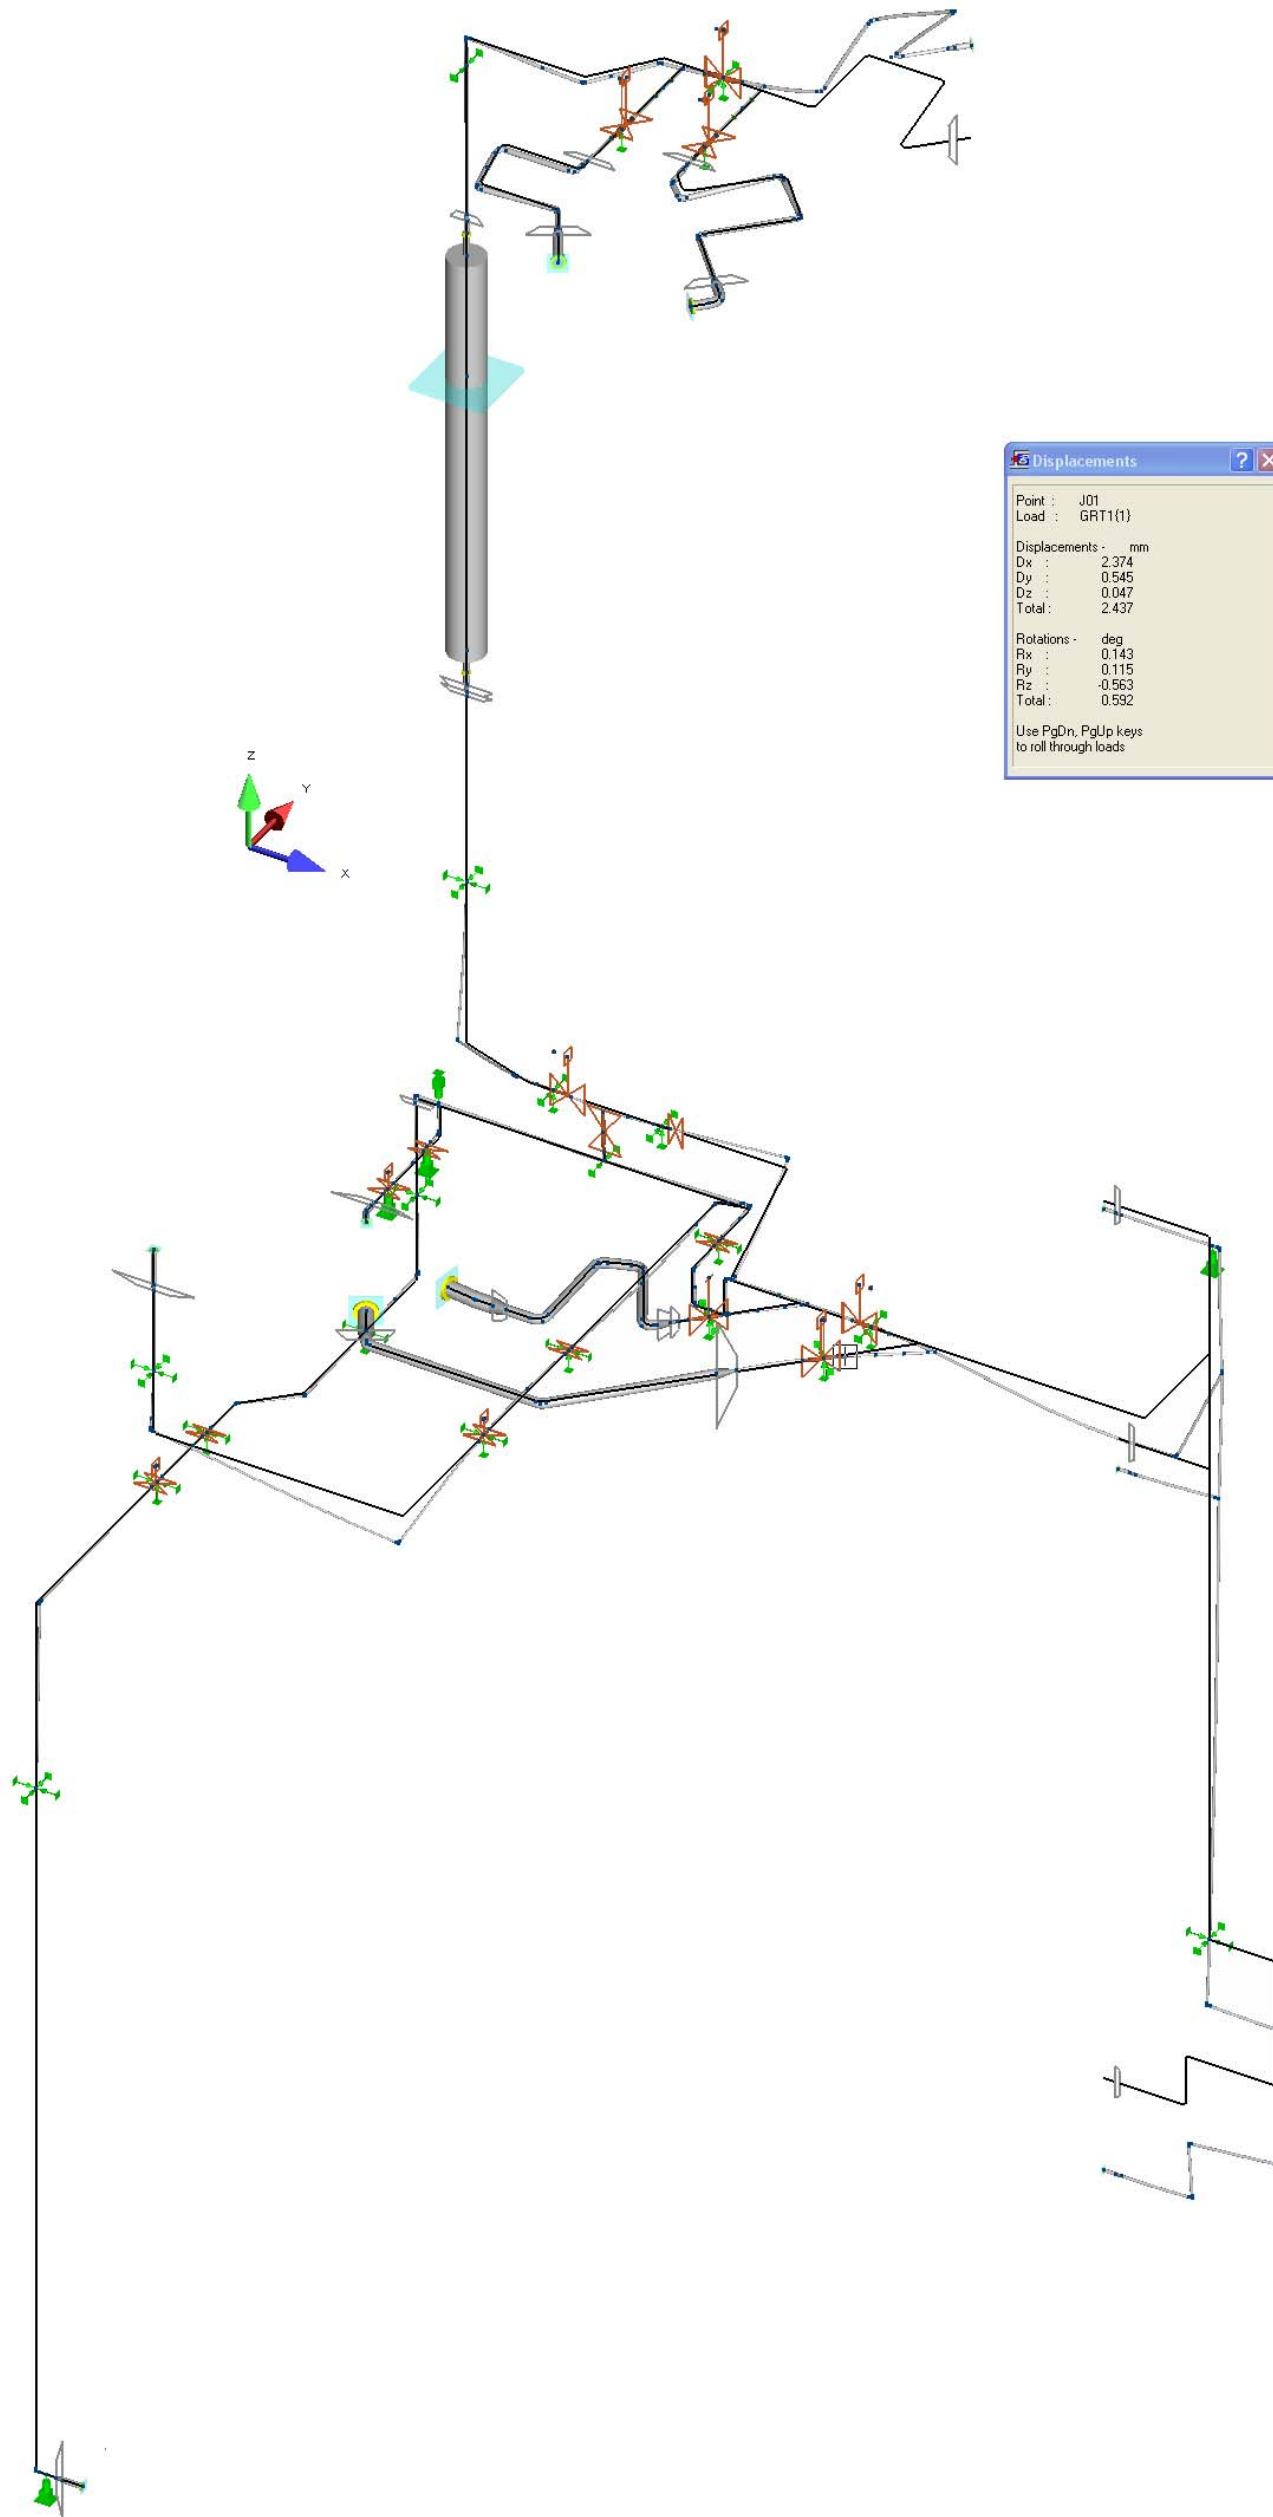 Displacements
Point : J01
Load : GRT1{1}
Displacements - mm
Dx : 2.374
Dy : 0.545
Dz : 0.047
Total : 2.437
Rotations - deg
Rx : 0.143
Ry : 0.115
Rz : -0.563
Total : 0.592
Use PgDn, PgUp keys
to roll through loads
Z
Y
X